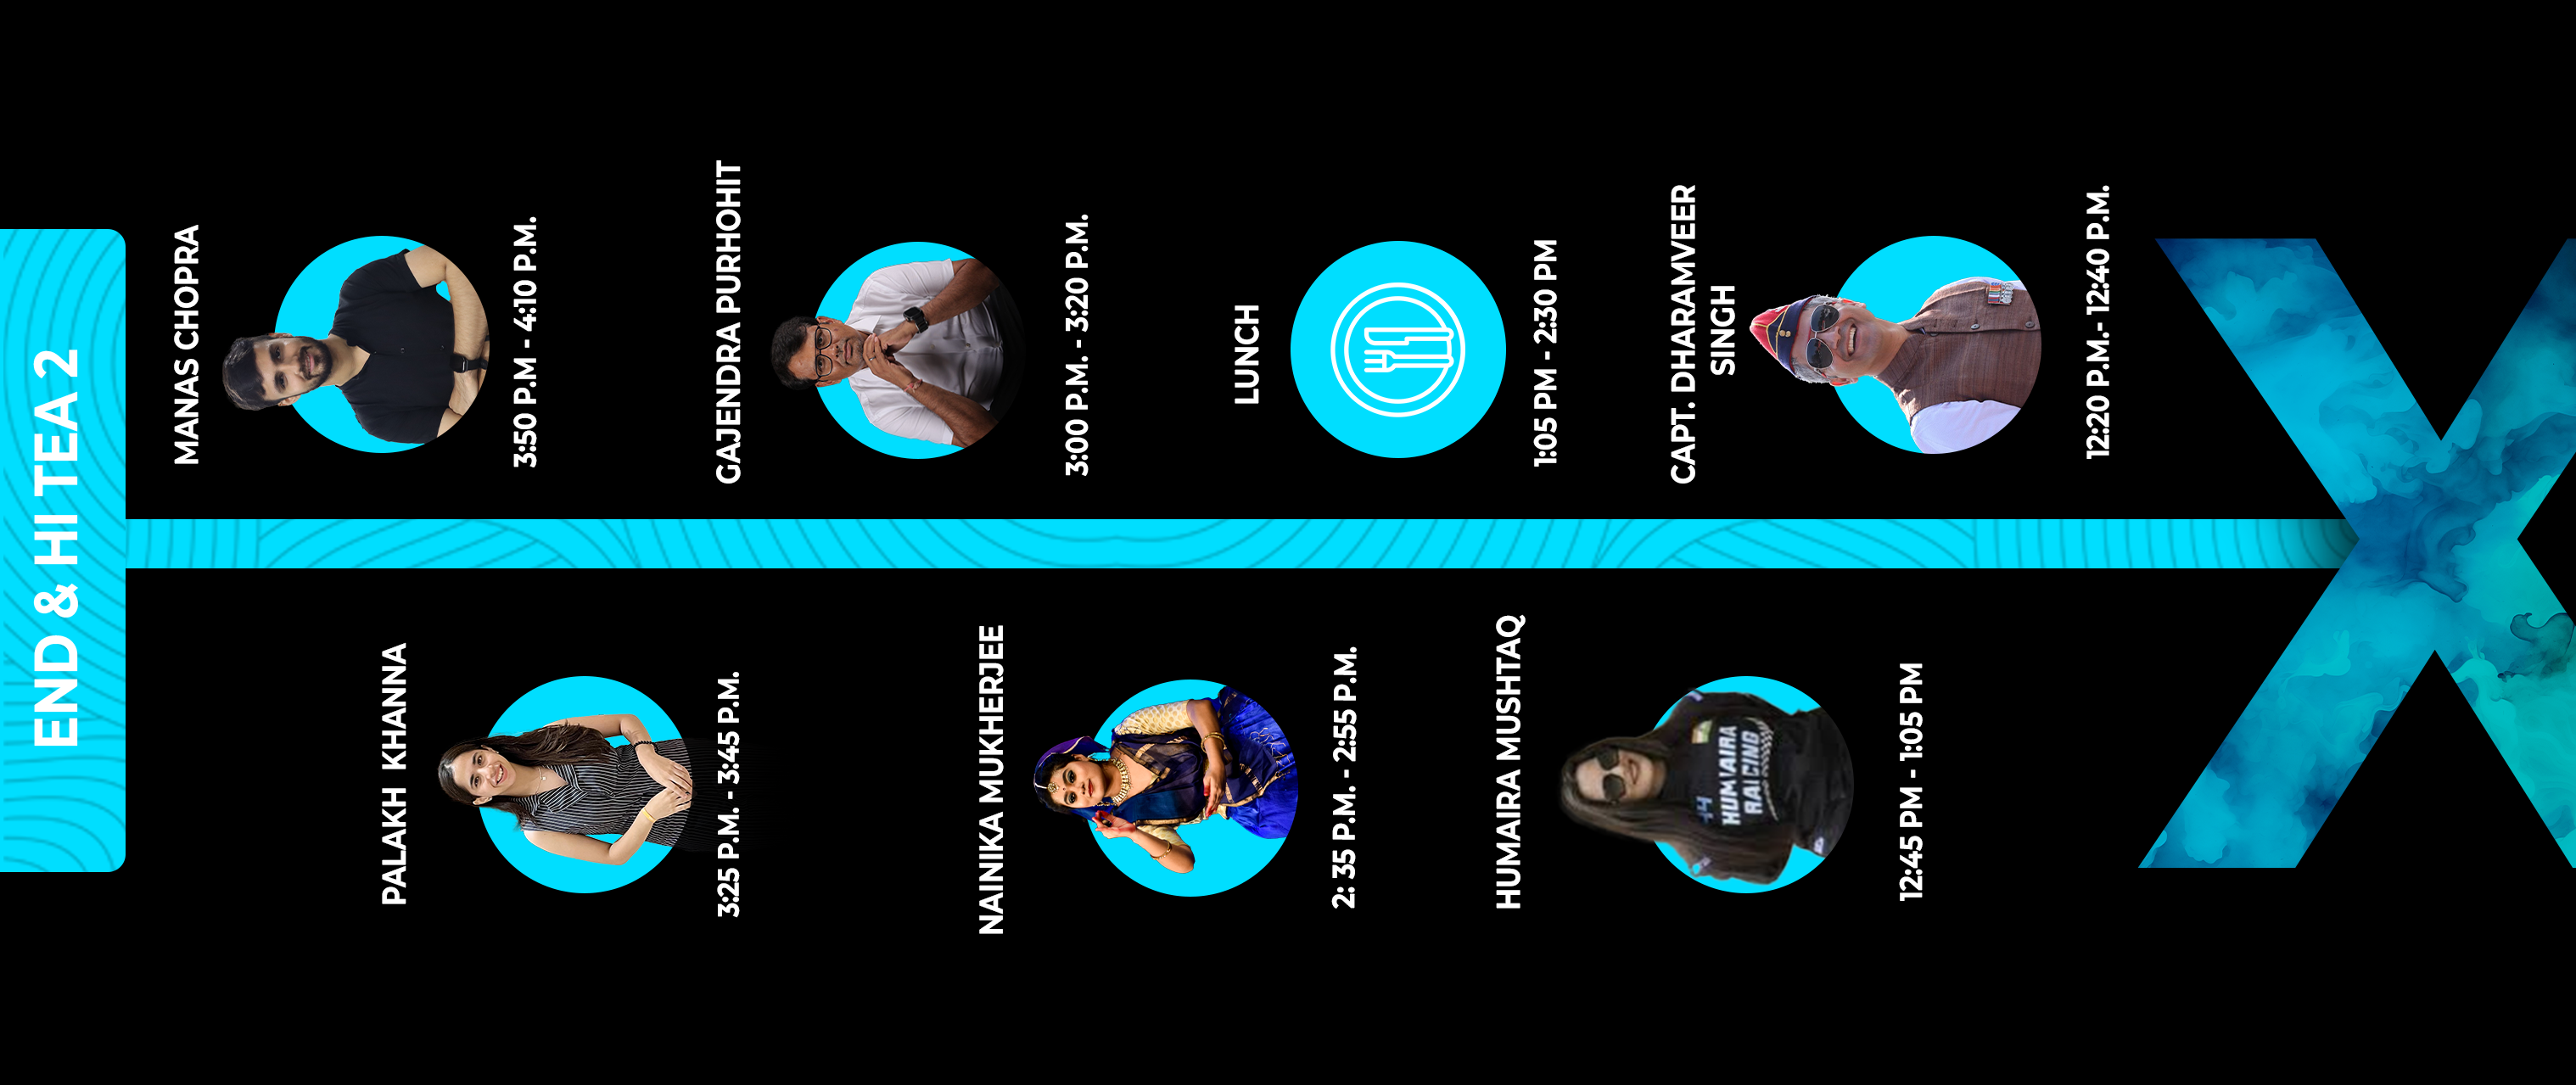 END & HI TEA 2
MANAS CHOPRA
3:50 P.M - 4:10 P.M.
PALAKH KHANNA
3:25 P.M. - 3:45 P.M.
GAJENDRA PURHOHIT
3:00 P.M. - 3:20 P.M.
NAINIKA MUKHERJEE
2: 35 P.M. - 2:55 P.M.
LUNCH
1:05 PM - 2:30 PM
HUMAIRA MUSHTAQ
HUMAIRA
RACING
12:45 PM - 1:05 PM
CAPT. DHARAMVEER
SINGH
12:20 P.M.- 12:40 P.M.
X